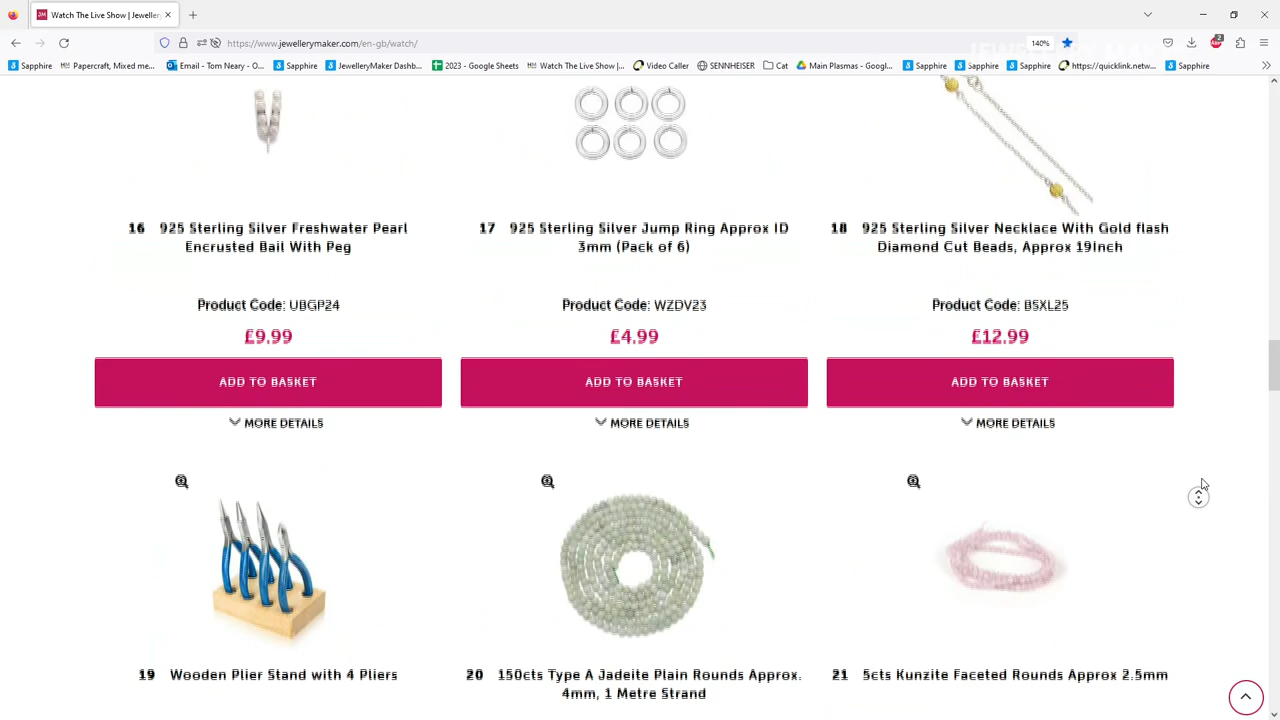 Watch The Live Show | Jeweller
https://www.jewellerymaker.com/en-gb/watch/
140%
2
Sapphire
Papercraft, Mixed me...
Email - Tom Neary - O...
Sapphire
JewelleryMaker Dashb...
2023 - Google Sheets
Watch The Live Show |...
Video Caller
SENNHEISER
Cat
Main Plasmas - Googl...
Sapphire
Sapphire
Sapphire
https://quicklink.netw...
Sapphire
16 925 Sterling Silver Freshwater Pearl
Encrusted Bail With Peg
Product Code: UBGP24
£9.99
ADD TO BASKET
MORE DETAILS
17 925 Sterling Silver Jump Ring Approx ID
3mm (Pack of 6)
Product Code: WZDV23
£4.99
ADD TO BASKET
MORE DETAILS
18 925 Sterling Silver Necklace With Gold flash
Diamond Cut Beads, Approx 19Inch
Product Code: BSXL25
£12.99
ADD TO BASKET
MORE DETAILS
19 Wooden Plier Stand with 4 Pliers
20 150cts Type A Jadeite Plain Rounds Approx.
4mm, 1 Metre Strand
21 5cts Kunzite Faceted Rounds Approx 2.5mm